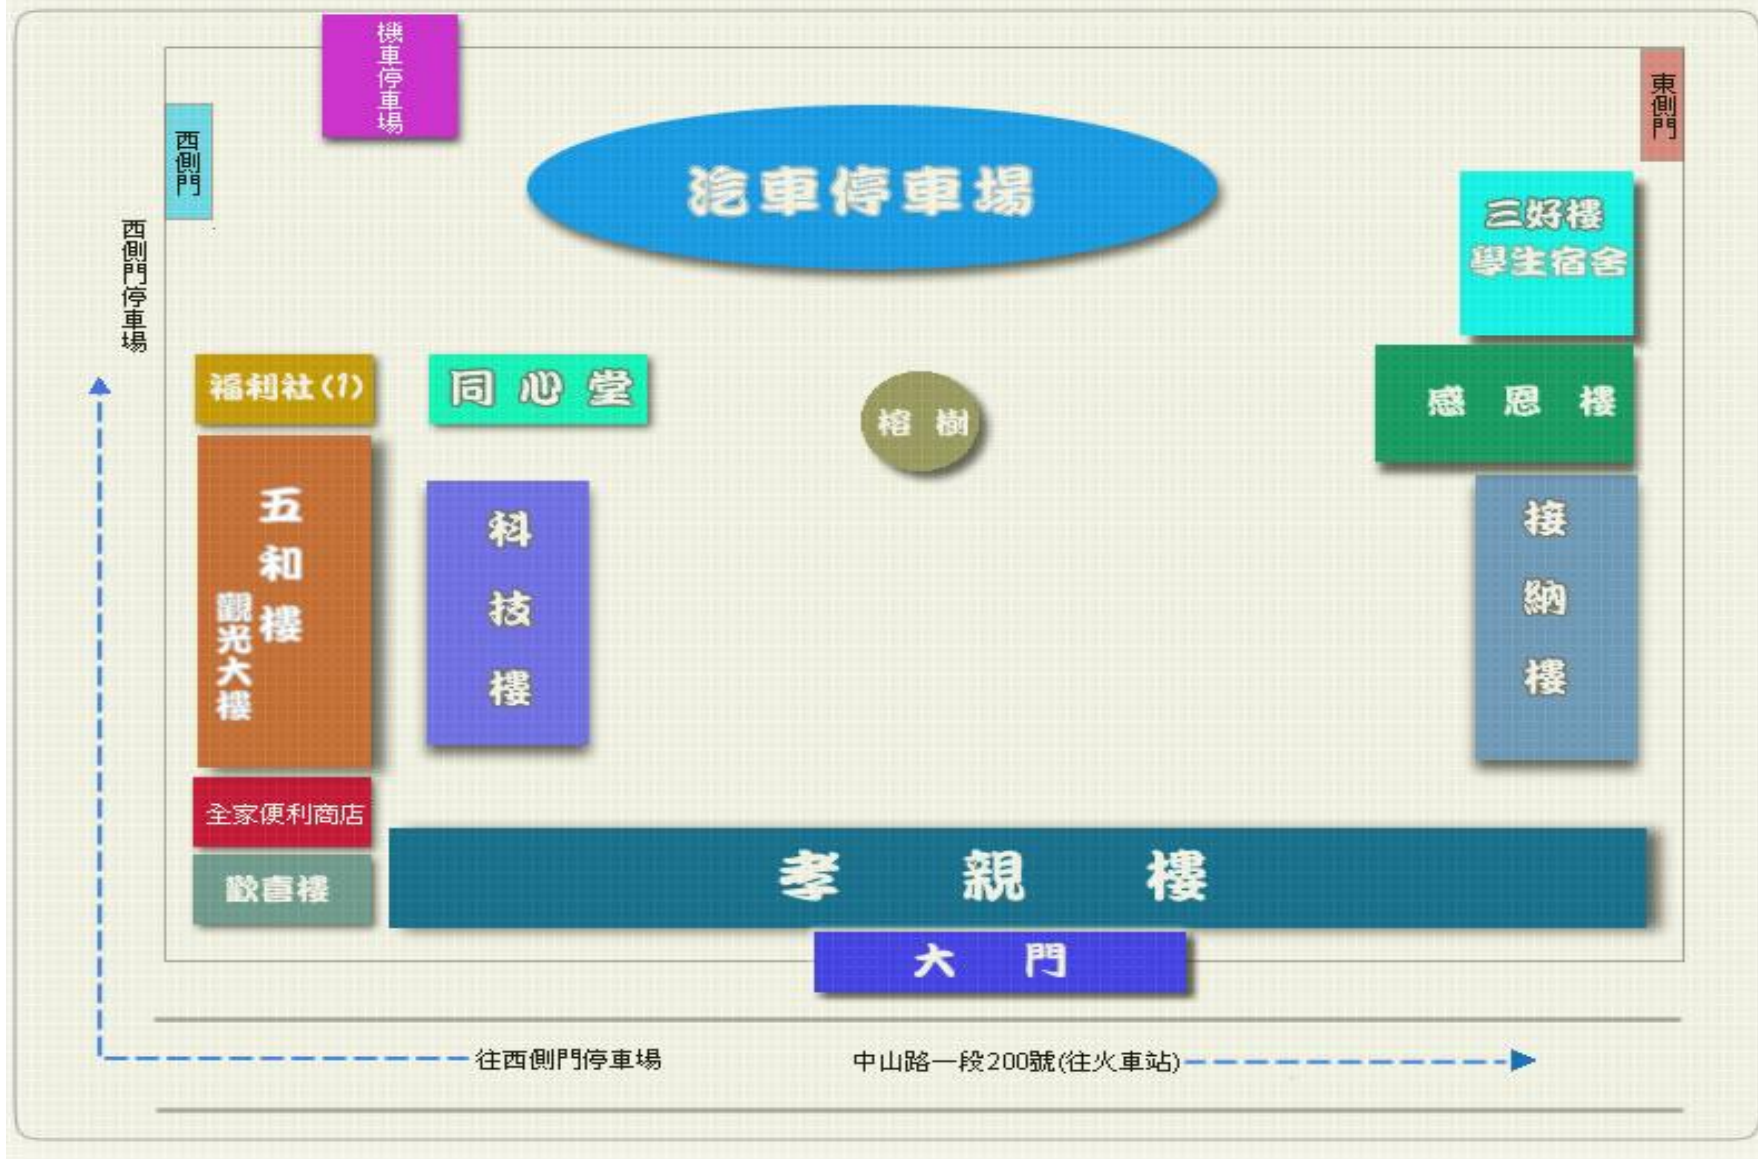 機車停車場
東側門
西側門
汽車停車場
三好樓
學生宿舍
西側門停車場
福利社(1)
同心堂
榕樹
感恩樓
五和樓
觀光大樓
科技樓
接納樓
全家便利商店
孝親樓
歡喜樓
大門
往西側門停車場
中山路一段200號(往火車站)